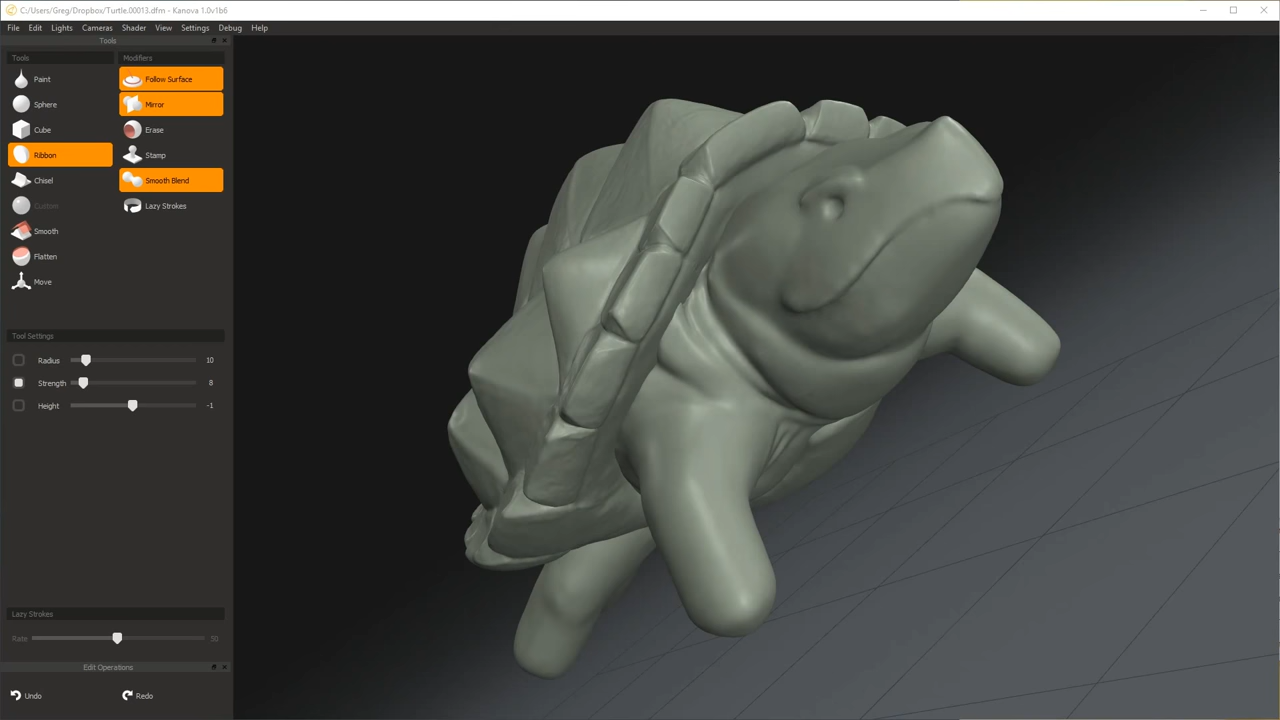 C:/Users/Greg/Dropbox/Turtle.00013.dfm - Kanova 1.0v1b6
File Edit Lights Cameras Shader View Settings Debug Help
Tools
Tools Modifiers
Paint Follow Surface
Sphere Mirror
Cube Erase
Ribbon Stamp
Chisel Smooth Blend
Custom Lazy Strokes
Smooth
Flatten
Move
Tool Settings
Radius 10
Strength 8
Height -1
Lazy Strokes
Rate 50
Edit Operations
Undo Redo